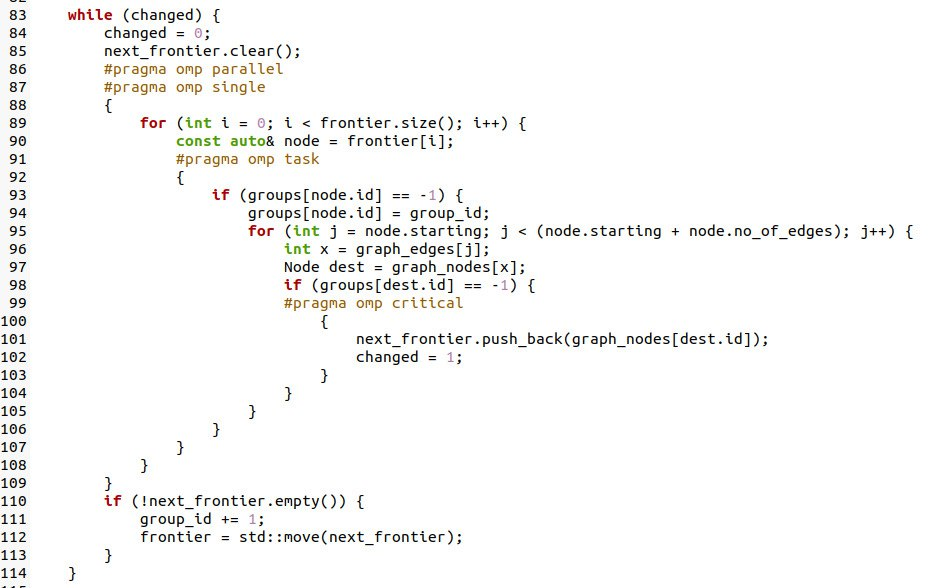 83 while (changed) {
84 changed = 0;
85 next_frontier.clear();
86 #pragma omp parallel
87 #pragma omp single
88 {
89 for (int i = 0; i < frontier.size(); i++) {
90 const auto& node = frontier[i];
91 #pragma omp task
92 {
93 if (groups[node.id] == -1) {
94 groups[node.id] = group_id;
95 for (int j = node.starting; j < (node.starting + node.no_of_edges); j++) {
96 int x = graph_edges[j];
97 Node dest = graph_nodes[x];
98 if (groups[dest.id] == -1) {
99 #pragma omp critical
100 {
101 next_frontier.push_back(graph_nodes[dest.id]);
102 changed = 1;
103 }
104 }
105 }
106 }
107 }
108 }
109 }
110 if (!next_frontier.empty()) {
111 group_id += 1;
112 frontier = std::move(next_frontier);
113 }
114 }